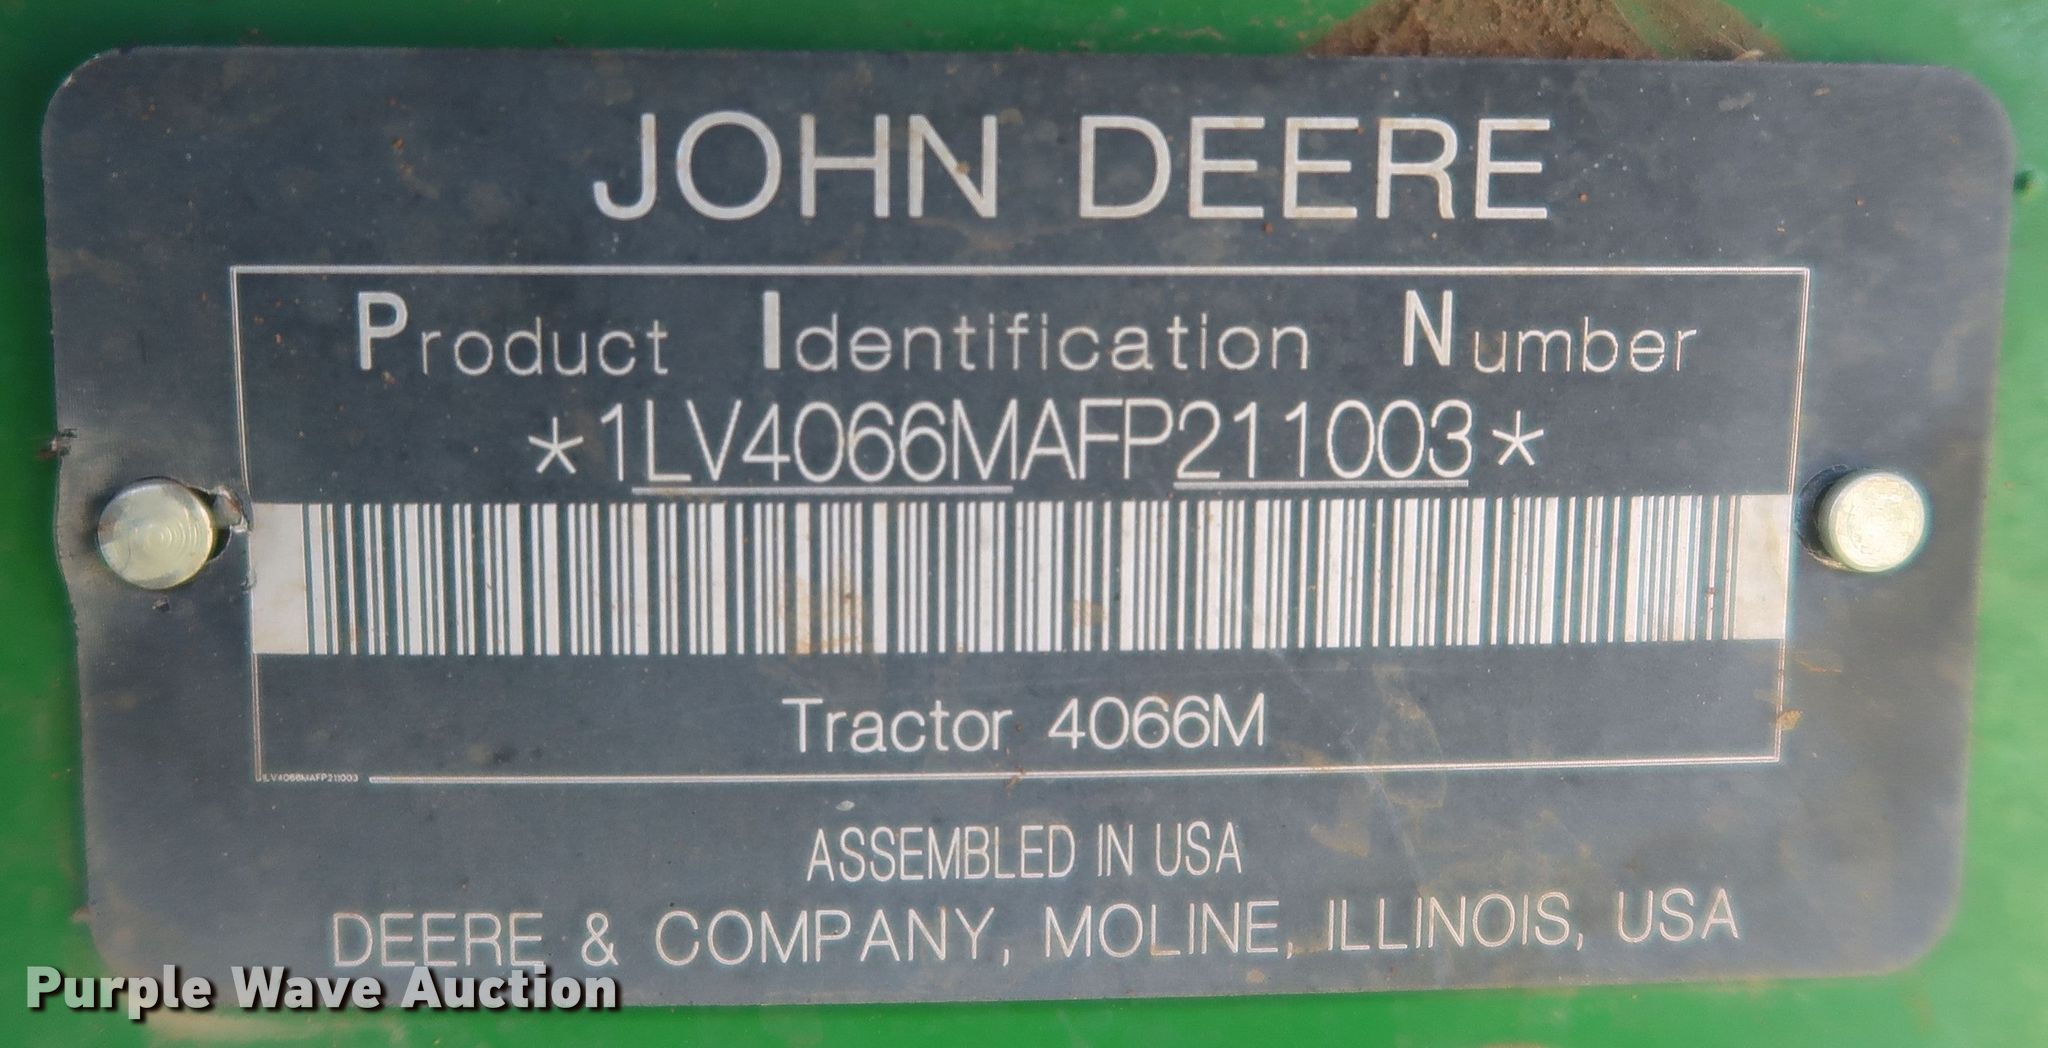 JOHN DEERE
Product Identification Number
*1LV4066MAFP211003*
Tractor 4066M
1LV4066MAFP211003
ASSEMBLED IN USA
DEERE & COMPANY, MOLINE, ILLINOIS, USA
Purple Wave Auction